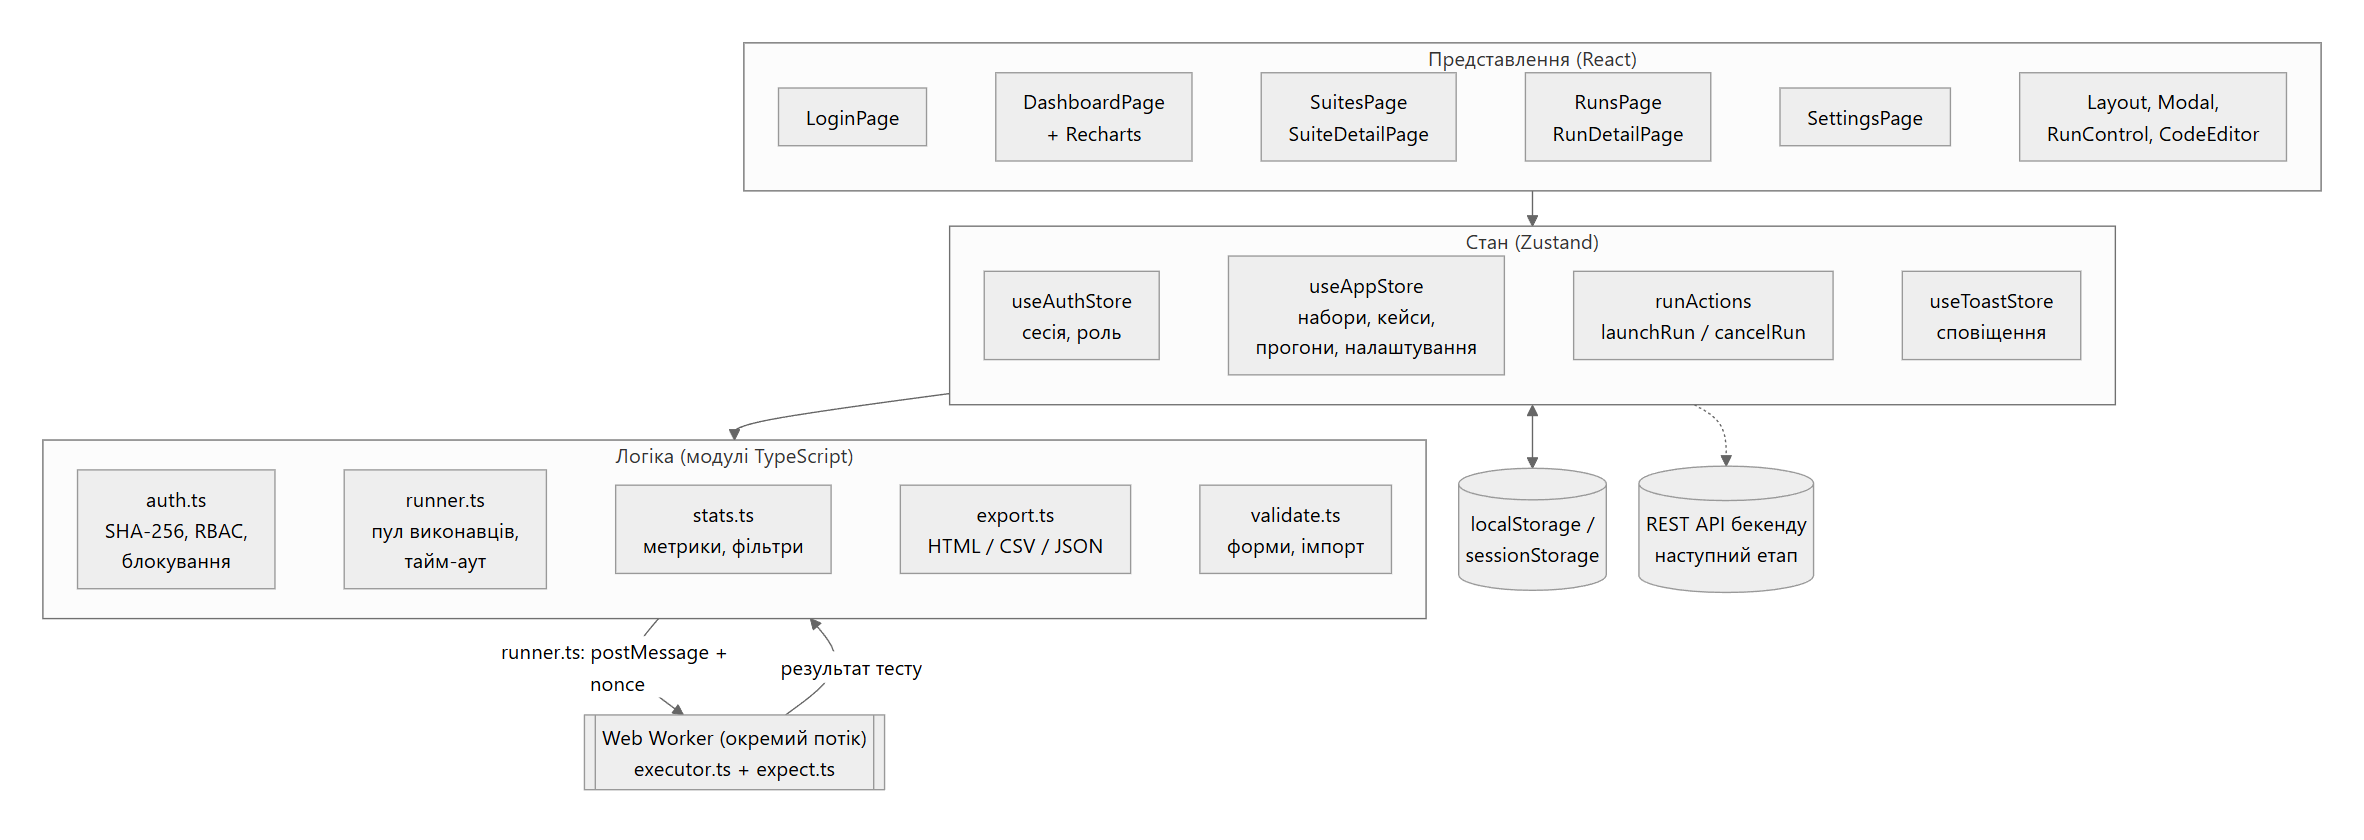 Представлення (React)
LoginPage
DashboardPage
+ Recharts
SuitesPage
SuiteDetailPage
RunsPage
RunDetailPage
SettingsPage
Layout, Modal,
RunControl, CodeEditor
Стан (Zustand)
useAuthStore
сесія, роль
useAppStore
набори, кейси,
прогони, налаштування
runActions
launchRun / cancelRun
useToastStore
сповіщення
Логіка (модулі TypeScript)
auth.ts
SHA-256, RBAC,
блокування
runner.ts
пул виконавців,
тайм-аут
stats.ts
метрики, фільтри
export.ts
HTML / CSV / JSON
validate.ts
форми, імпорт
localStorage /
sessionStorage
REST API бекенду
наступний етап
runner.ts: postMessage +
nonce
результат тесту
Web Worker (окремий потік)
executor.ts + expect.ts